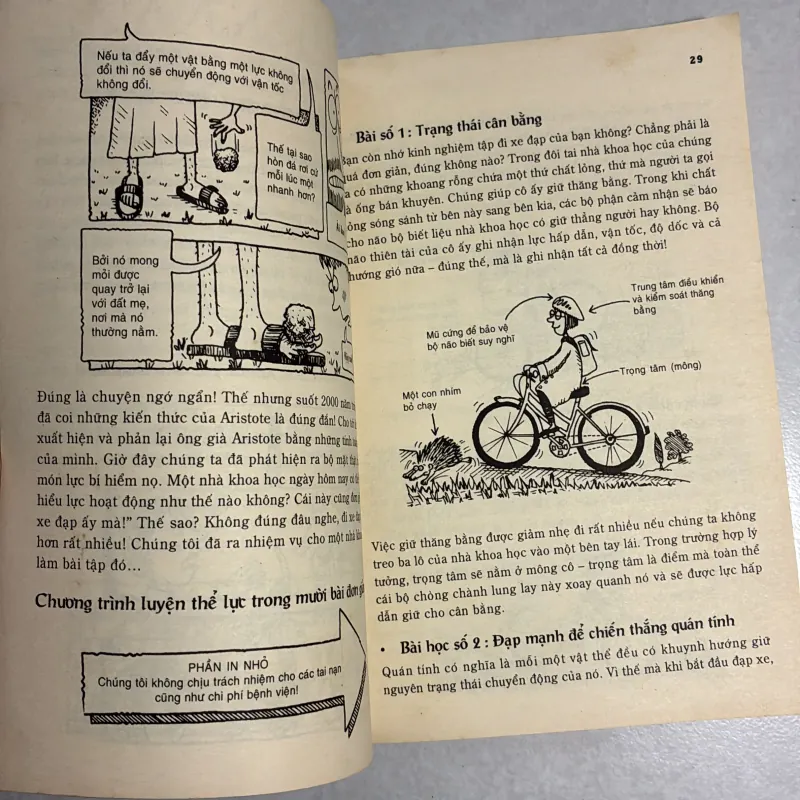 Nếu ta đẩy một vật bằng một lực không
đổi thì nó sẽ chuyển động với vận tốc
không đổi.
Thế tại sao
hòn đá rơi cứ
mỗi lúc một
nhanh hơn?
Bởi nó mong
mỏi được
quay trở lại
với đất mẹ,
nơi mà nó
thường nằm.
Đúng là chuyện ngớ ngẩn! Thế nhưng suốt 2000 năm
đã coi những kiến thức của Aristote là đúng đắn! Cho
xuất hiện và phản lại ông già Aristote bằng những
của mình. Giờ đây chúng ta đã phát hiện ra bộ mặt
món lực bí hiểm nọ. Một nhà khoa học ngày hôm nay có
hiểu lực hoạt động như thế nào không? Cái này cũng đơn
xe đạp ấy mà!" Thế sao? Không đúng đâu nghe, đi xe
hơn rất nhiều! Chúng tôi đã ra nhiệm vụ cho một nhà
làm bài tập đó...
Chương trình luyện thể lực trong mười bài đơn
PHẦN IN NHỎ
Chúng tôi không chịu trách nhiệm cho các tai nạn
cũng như chi phí bệnh viện!
29
Bài số 1 : Trạng thái cân bằng
Bạn còn nhớ kinh nghiệm tập đi xe đạp của bạn không? Chẳng phải là
quá đơn giản, đúng không nào? Trong đôi tai nhà khoa học của chúng
ta có những khoang rỗng chứa một thứ chất lỏng, thứ mà người ta gọi
là ống bán khuyên. Chúng giúp cô ấy giữ thăng bằng. Trong khi chất
lỏng sóng sánh từ bên này sang bên kia, các bộ phận cảm nhận sẽ báo
cho não bộ biết liệu nhà khoa học có giữ thẳng người hay không. Bộ
não thiên tài của cô ấy ghi nhận lực hấp dẫn, vận tốc, độ dốc và cả
hướng gió nữa – đúng thế, mà là ghi nhận tất cả đồng thời!
Trung tâm điều khiển
và kiểm soát thăng
bằng
Mũ cứng để bảo vệ
bộ não biết suy nghĩ
Trọng tâm (mông)
Một con nhím
bỏ chạy
Việc giữ thăng bằng được giảm nhẹ đi rất nhiều nếu chúng ta không
treo ba lô của nhà khoa học vào một bên tay lái. Trong trường hợp lý
tưởng, trọng tâm sẽ nằm ở mông cô – trọng tâm là điểm mà toàn thể
cái bộ chòng chành lung lay này xoay quanh nó và sẽ được lực hấp
dẫn giữ cho cân bằng.
• Bài học số 2 : Đạp mạnh để chiến thắng quán tính
Quán tính có nghĩa là mỗi một vật thể đều có khuynh hướng giữ
nguyên trạng thái chuyển động của nó. Vì thế mà khi bắt đầu đạp xe,